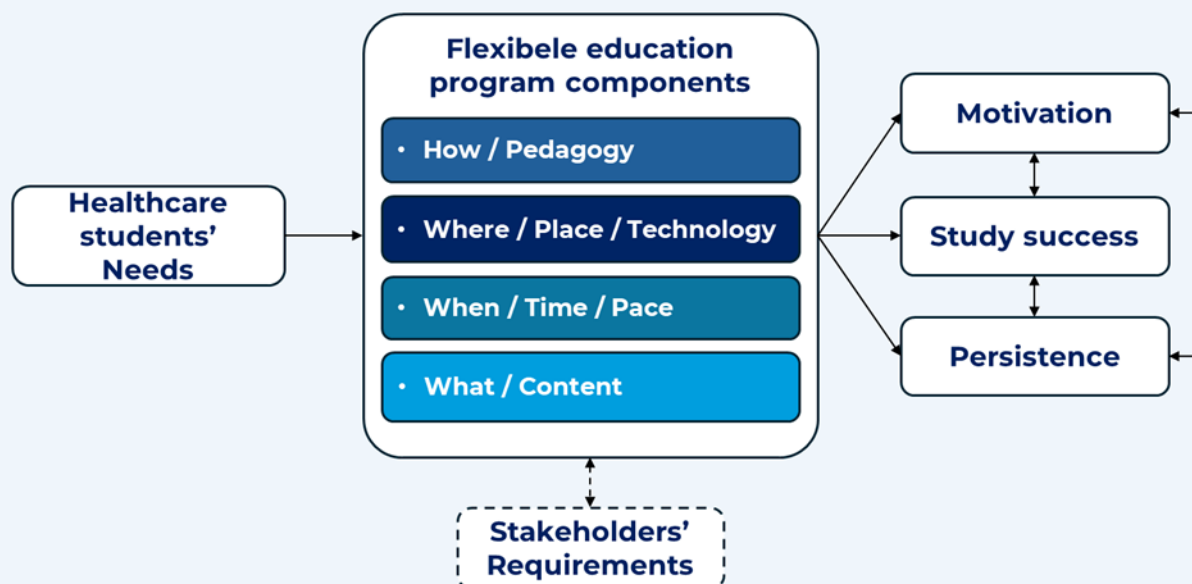 Flexibele education
program components
• How / Pedagogy
• Where / Place / Technology
• When / Time / Pace
• What / Content
Healthcare
students’
Needs
Motivation
Study success
Persistence
Stakeholders’
Requirements